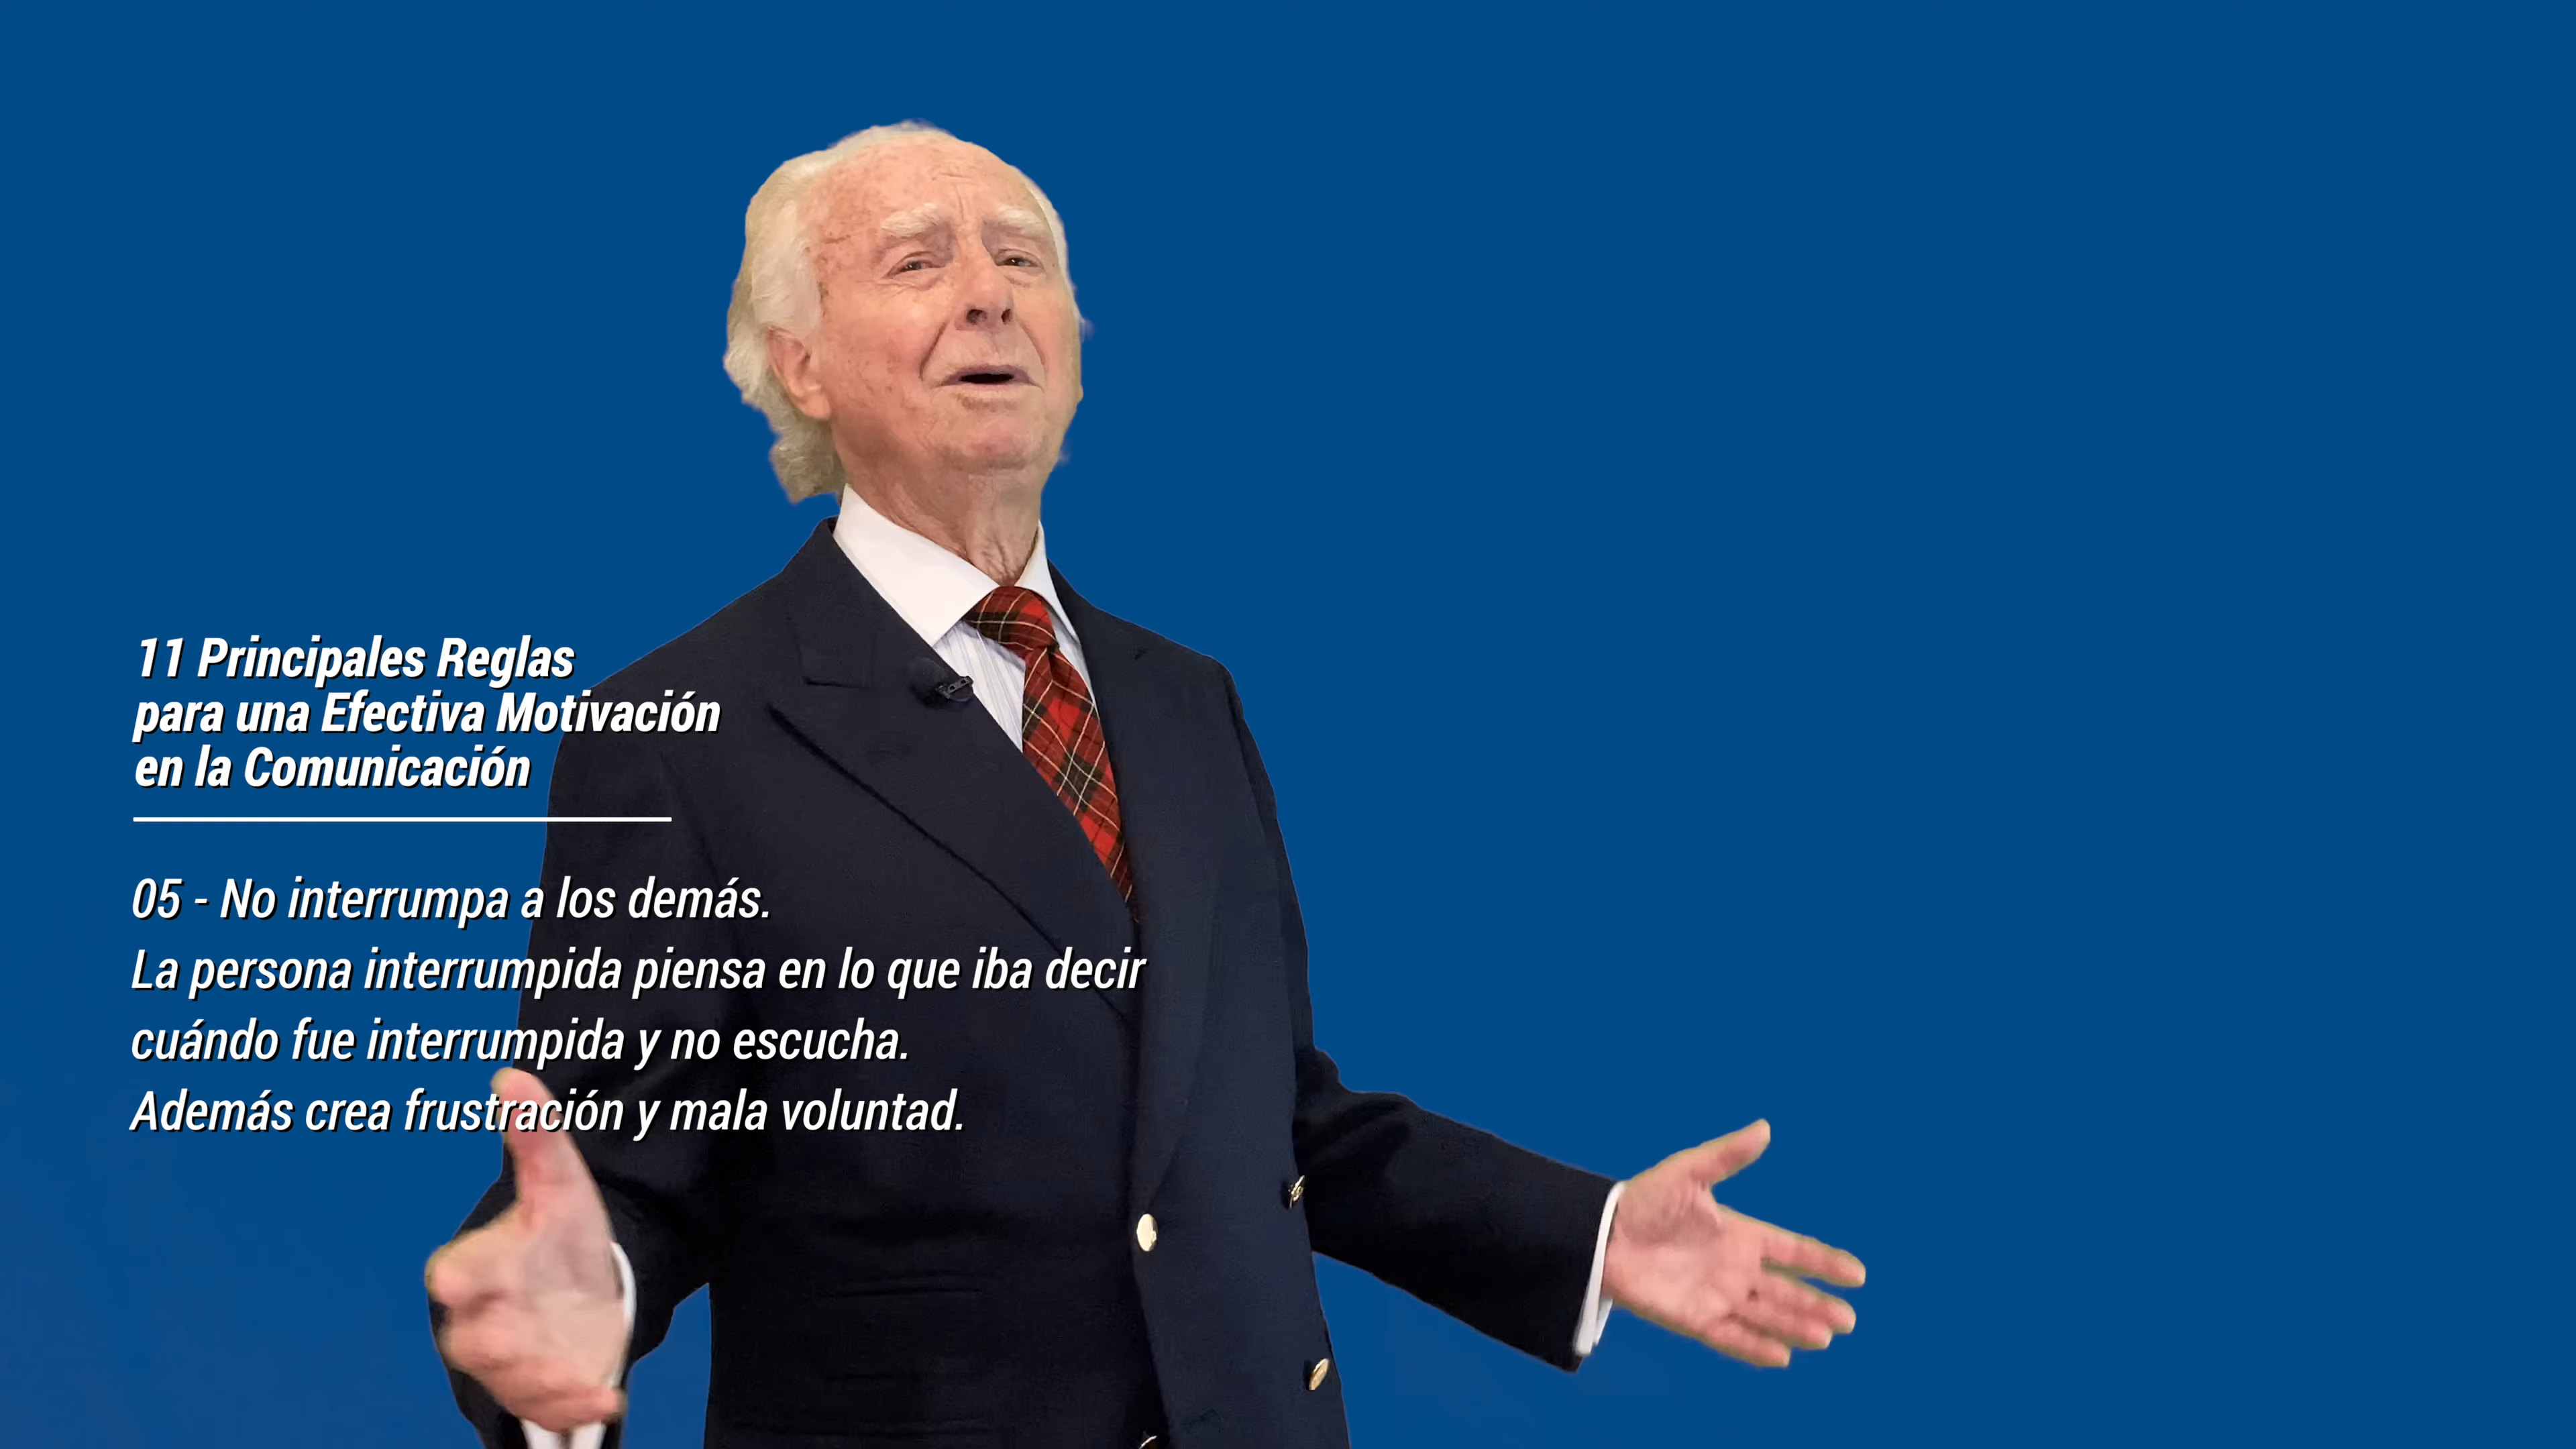 11 Principales Reglas
para una Efectiva Motivación
en la Comunicación
05 - No interrumpa a los demás.
La persona interrumpida piensa en lo que iba decir
cuándo fue interrumpida y no escucha.
Además crea frustración y mala voluntad.